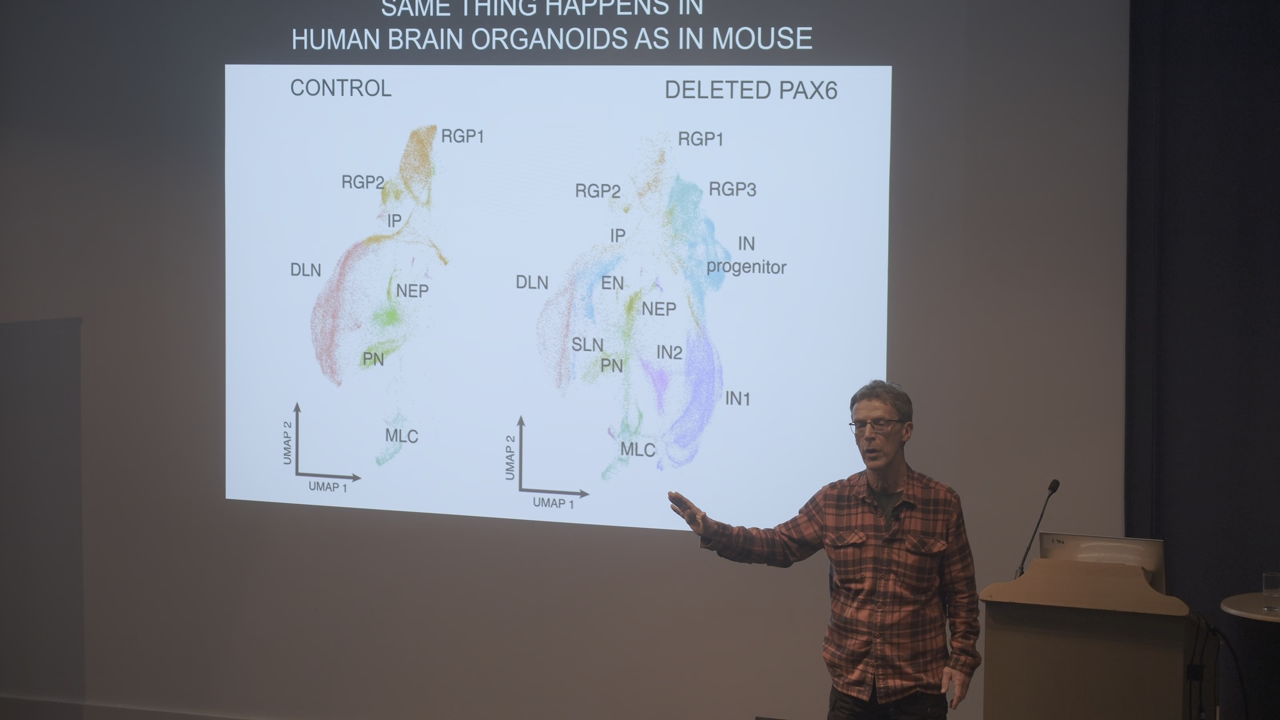 SAME THING HAPPENS IN
HUMAN BRAIN ORGANOIDS AS IN MOUSE
CONTROL
RGP1
RGP2
IP
DLN
NEP
PN
MLC
UMAP 2
UMAP 1
DELETED PAX6
RGP1
RGP2
RGP3
IP
IN
progenitor
DLN
EN
NEP
SLN
IN2
PN
IN1
MLC
UMAP 2
UMAP 1